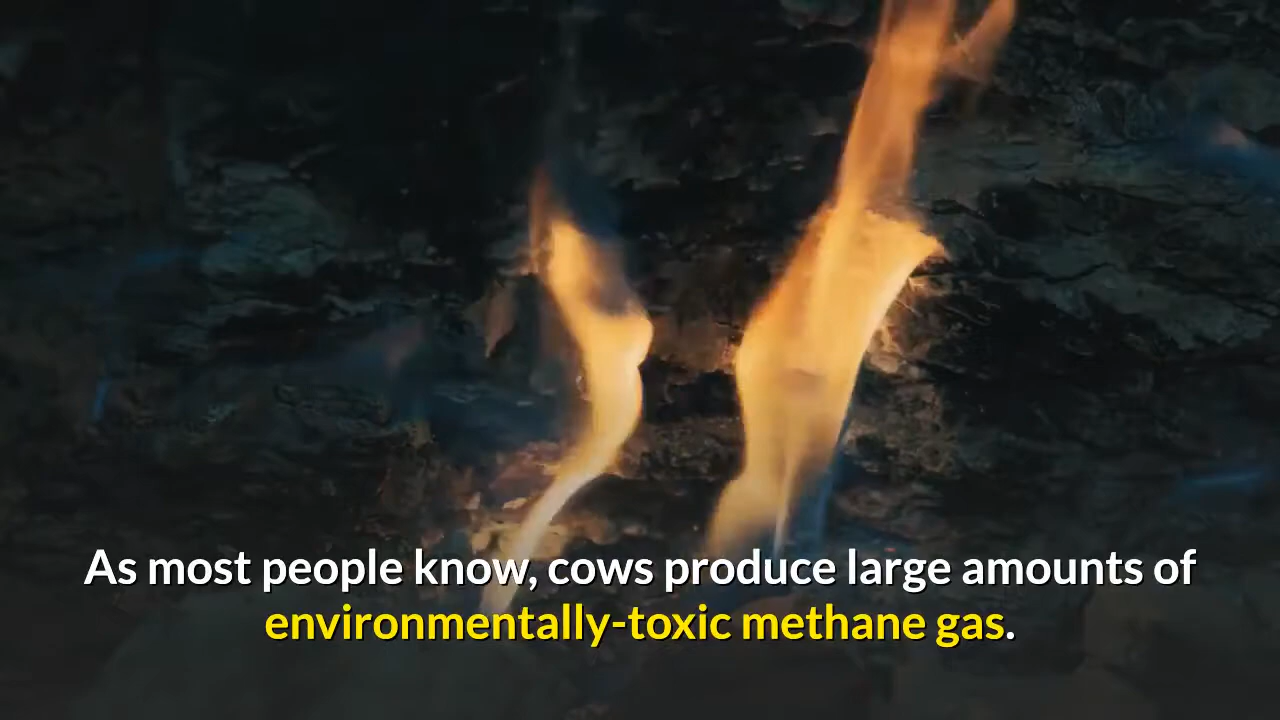 As most people know, cows produce large amounts of
environmentally-toxic methane gas.